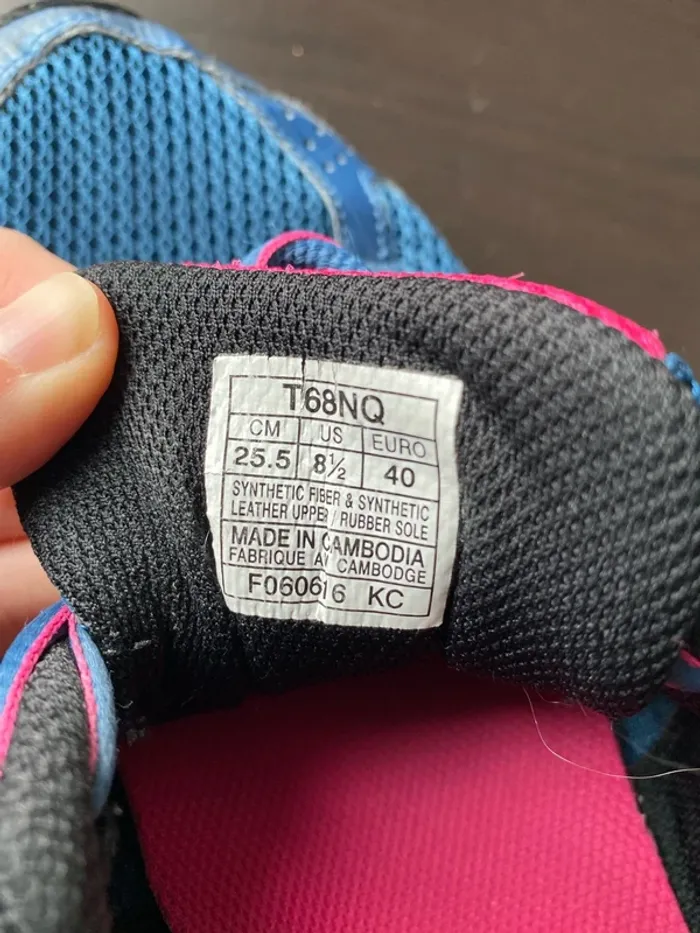 T68NQ
CM US EURO
25.5 8½ 40
SYNTHETIC FIBER & SYNTHETIC
LEATHER UPPER/RUBBER SOLE
MADE IN CAMBODIA
FABRIQUE AV CAMBODGE
F060616 KC